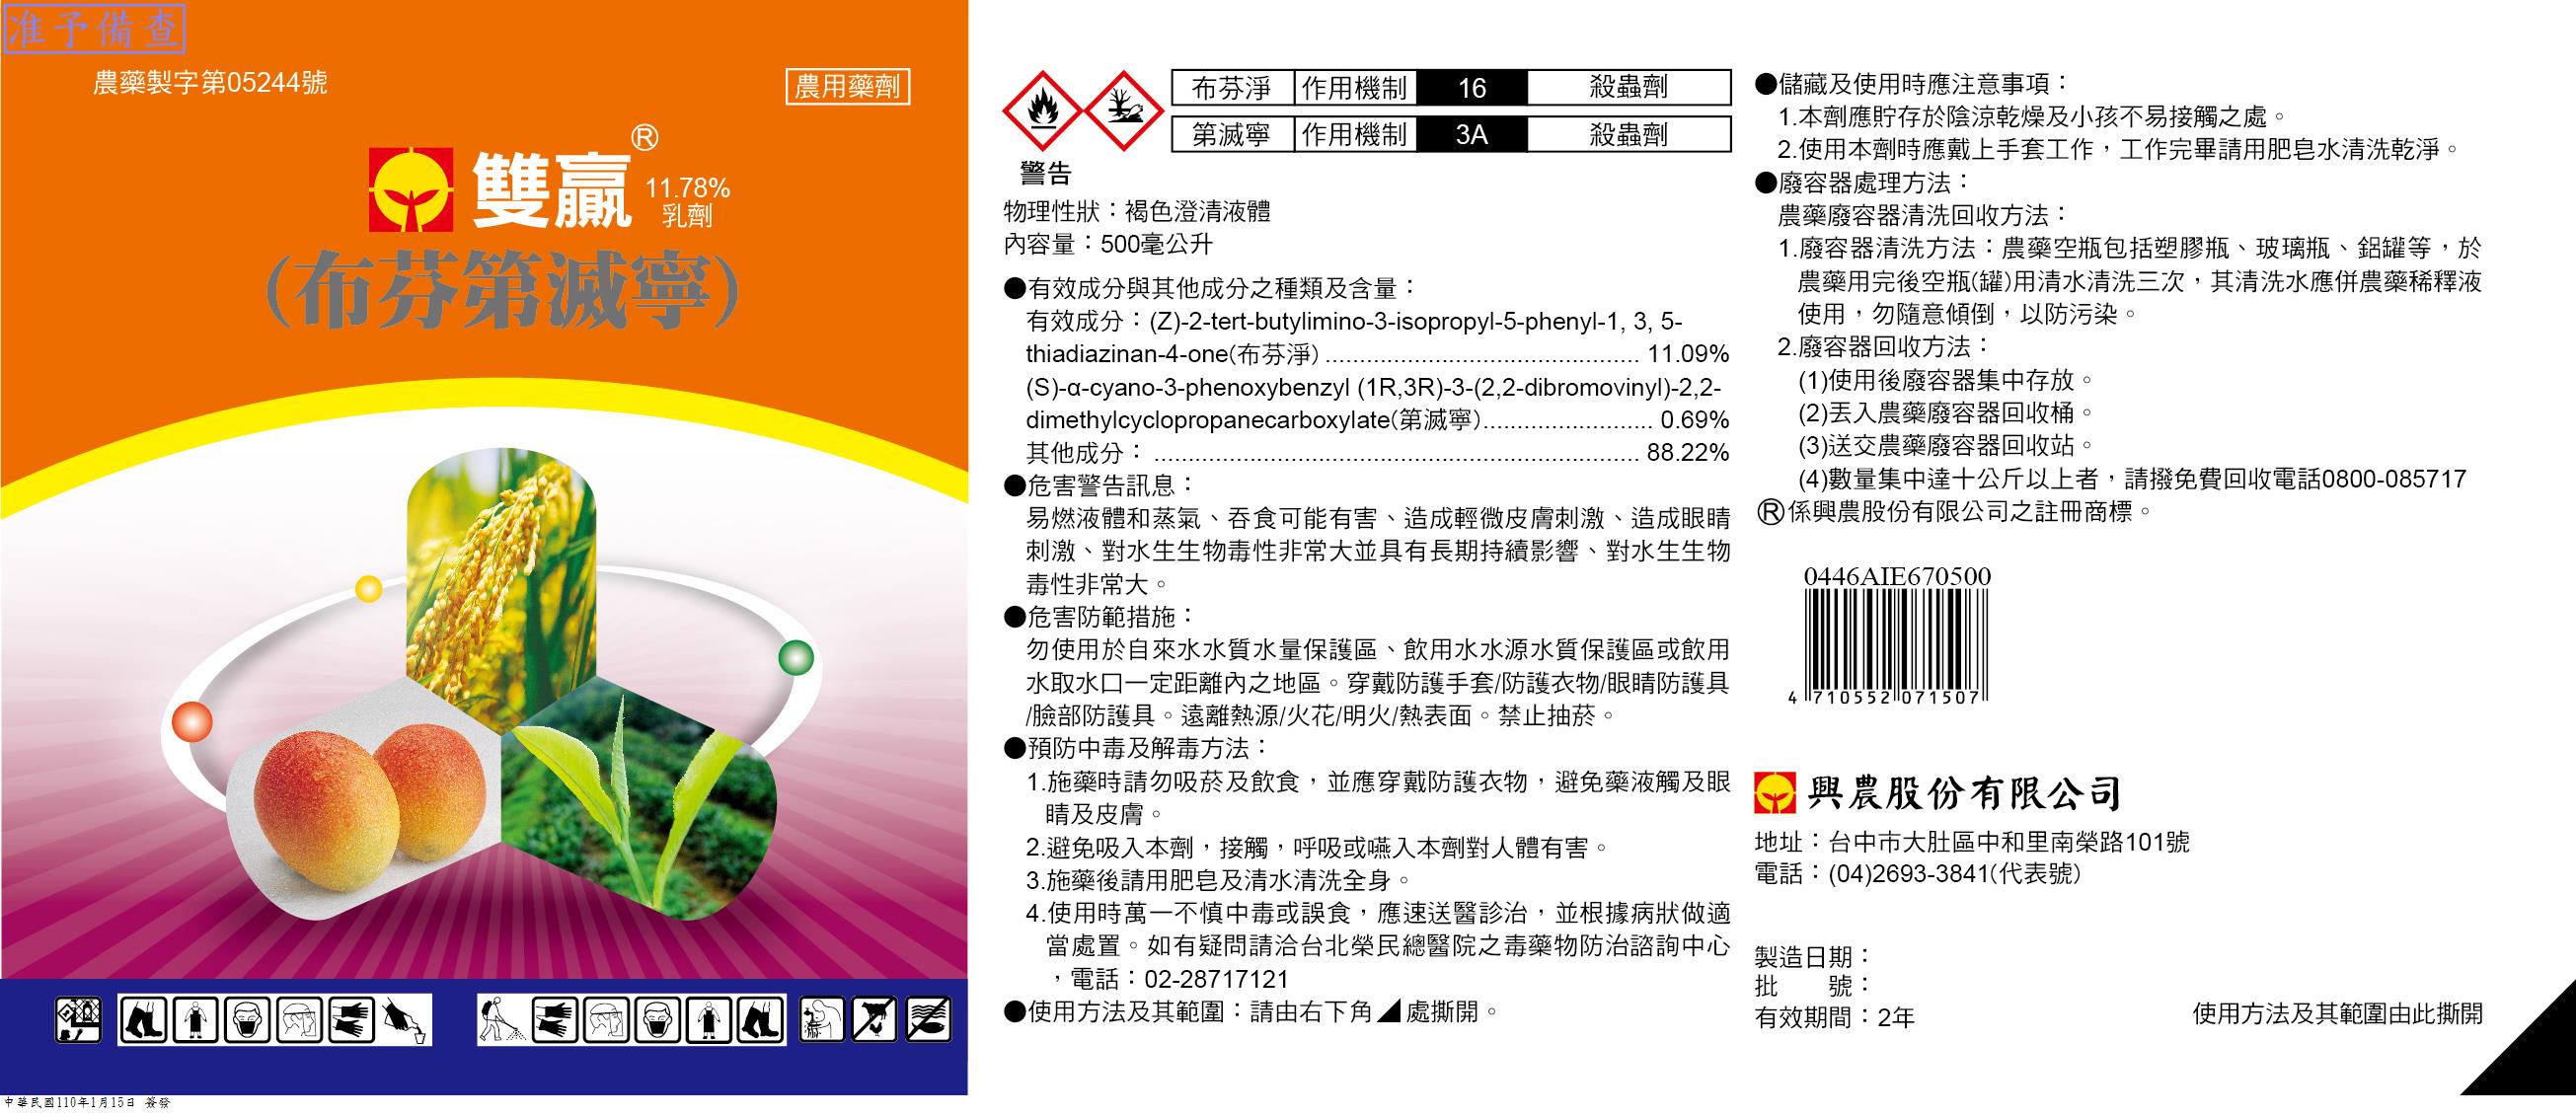 准予備查
農藥製字第05244號
農用藥劑
雙贏®
11.78%
乳劑
(布芬第滅寧)
中華民國110年1月15日 簽發
布芬淨 作用機制 16 殺蟲劑
第滅寧 作用機制 3A 殺蟲劑
警告
物理性狀：褐色澄清液體
內容量：500毫公升
●有效成分與其他成分之種類及含量：
有效成分：(Z)-2-tert-butylimino-3-isopropyl-5-phenyl-1, 3, 5-
thiadiazinan-4-one(布芬淨) .............................................. 11.09%
(S)-α-cyano-3-phenoxybenzyl (1R,3R)-3-(2,2-dibromovinyl)-2,2-
dimethylcyclopropanecarboxylate(第滅寧)......................... 0.69%
其他成分： ....................................................................... 88.22%
●危害警告訊息：
易燃液體和蒸氣、吞食可能有害、造成輕微皮膚刺激、造成眼睛
刺激、對水生生物毒性非常大並具有長期持續影響、對水生生物
毒性非常大。
●危害防範措施：
勿使用於自來水水質水量保護區、飲用水水源水質保護區或飲用
水取水口一定距離內之地區。穿戴防護手套/防護衣物/眼睛防護具
/臉部防護具。遠離熱源/火花/明火/熱表面。禁止抽菸。
●預防中毒及解毒方法：
1.施藥時請勿吸菸及飲食，並應穿戴防護衣物，避免藥液觸及眼
睛及皮膚。
2.避免吸入本劑，接觸，呼吸或嚥入本劑對人體有害。
3.施藥後請用肥皂及清水清洗全身。
4.使用時萬一不慎中毒或誤食，應速送醫診治，並根據病狀做適
當處置。如有疑問請洽台北榮民總醫院之毒藥物防治諮詢中心
，電話：02-28717121
●使用方法及其範圍：請由右下角◢處撕開。
●儲藏及使用時應注意事項：
1.本劑應貯存於陰涼乾燥及小孩不易接觸之處。
2.使用本劑時應戴上手套工作，工作完畢請用肥皂水清洗乾淨。
●廢容器處理方法：
農藥廢容器清洗回收方法：
1.廢容器清洗方法：農藥空瓶包括塑膠瓶、玻璃瓶、鋁罐等，於
農藥用完後空瓶(罐)用清水清洗三次，其清洗水應併農藥稀釋液
使用，勿隨意傾倒，以防污染。
2.廢容器回收方法：
(1)使用後廢容器集中存放。
(2)丟入農藥廢容器回收桶。
(3)送交農藥廢容器回收站。
(4)數量集中達十公斤以上者，請撥免費回收電話0800-085717
®係興農股份有限公司之註冊商標。
0446AIE670500
4 710552 071507
興農股份有限公司
地址：台中市大肚區中和里南榮路101號
電話：(04)2693-3841(代表號)
製造日期：
批　　號：
有效期間：2年
使用方法及其範圍由此撕開